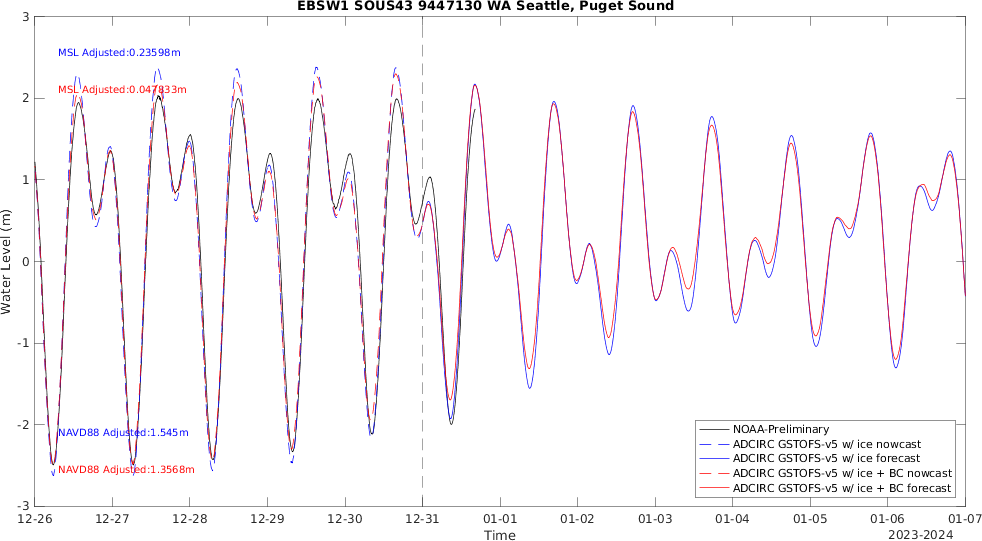 EBSW1 SOUS43 9447130 WA Seattle, Puget Sound
3
2
1
0
-1
-2
-3
Water Level (m)
MSL Adjusted:0.23598m
MSL Adjusted:0.047833m
NAVD88 Adjusted:1.545m
NAVD88 Adjusted:1.3568m
NOAA-Preliminary
ADCIRC GSTOFS-v5 w/ ice nowcast
ADCIRC GSTOFS-v5 w/ ice forecast
ADCIRC GSTOFS-v5 w/ ice + BC nowcast
ADCIRC GSTOFS-v5 w/ ice + BC forecast
12-26 12-27 12-28 12-29 12-30 12-31 01-01 01-02 01-03 01-04 01-05 01-06 01-07
Time
2023-2024